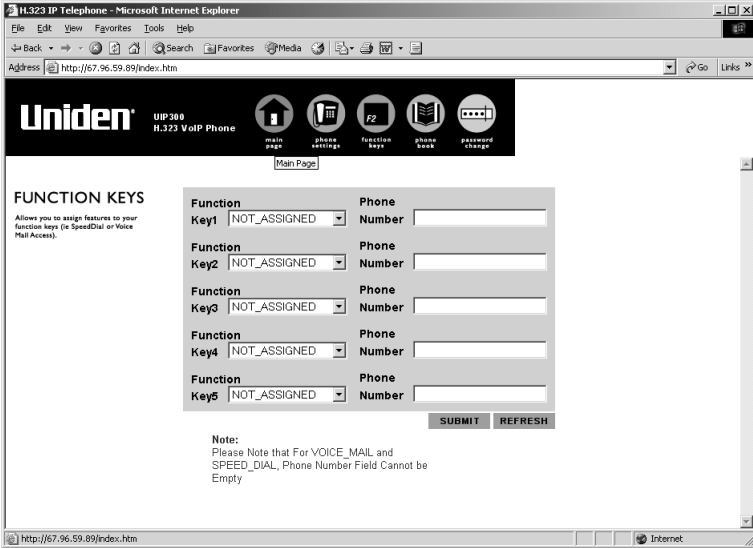 H.323 IP Telephone - Microsoft Internet Explorer
File Edit View Favorites Tools Help
Back Search Favorites Media
Address http://67.96.59.89/index.htm Go Links »
Uniden®
UIP300
H.323 VoIP Phone
main
page
phone
settings
F2
function
keys
phone
book
password
change
Main Page
FUNCTION KEYS
Allows you to assign features to your
function keys (ie SpeedDial or Voice
Mail Access).
Function Phone
Key1 NOT_ASSIGNED Number
Function Phone
Key2 NOT_ASSIGNED Number
Function Phone
Key3 NOT_ASSIGNED Number
Function Phone
Key4 NOT_ASSIGNED Number
Function Phone
Key5 NOT_ASSIGNED Number
SUBMIT REFRESH
Note:
Please Note that For VOICE_MAIL and
SPEED_DIAL, Phone Number Field Cannot be
Empty
http://67.96.59.89/index.htm Internet